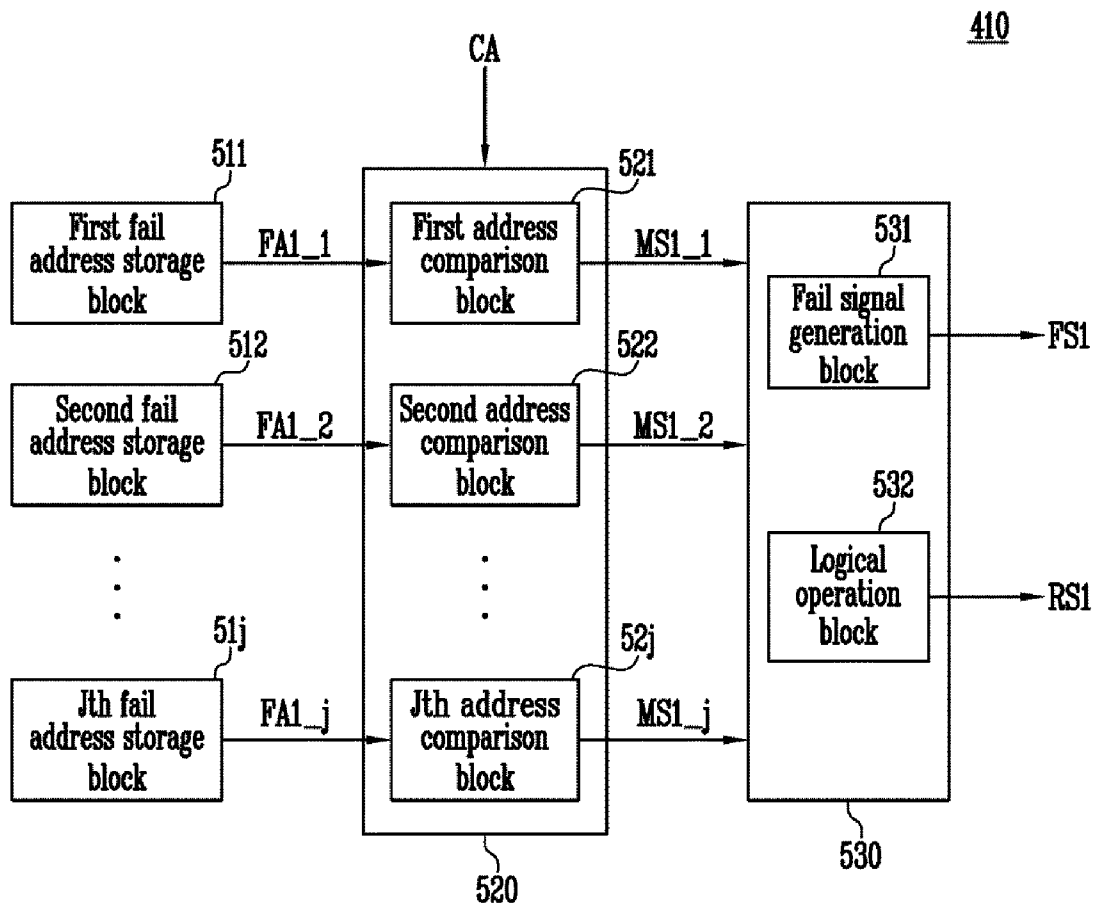 410
CA
511
521
First fail
address storage
block
FA1_1
First address
comparison
block
MS1_1
531
Fail signal
generation
block
FS1
512
522
Second fail
address storage
block
FA1_2
Second address
comparison
block
MS1_2
532
Logical
operation
block
RS1
51j
52j
Jth fail
address storage
block
FA1_j
Jth address
comparison
block
MS1_j
520
530